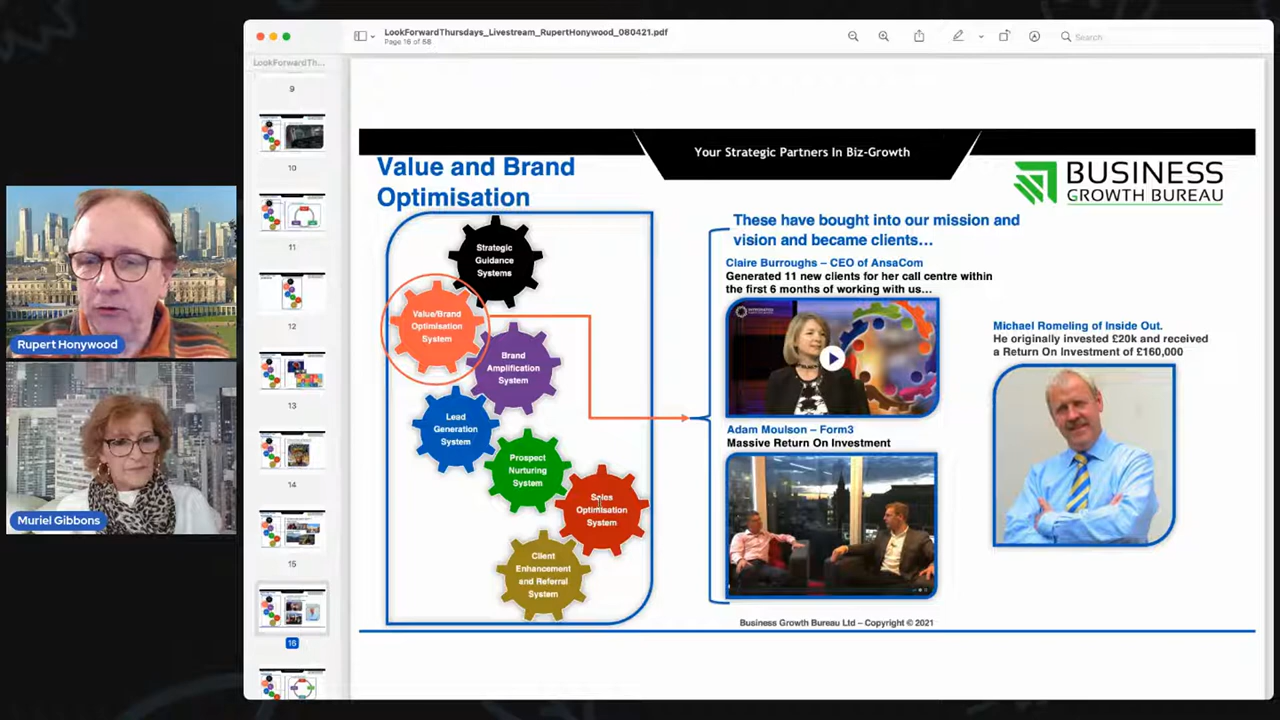 LookForwardThursdays_Livestream_RupertHonywood_080421.pdf
Page 16 of 56
Search
LookForwardTh...
9
10
11
12
13
14
15
16
Rupert Honywood
Muriel Gibbons
Your Strategic Partners In Biz-Growth
BUSINESS
GROWTH BUREAU
Value and Brand
Optimisation
Strategic
Guidance
Systems
Value/Brand
Optimisation
System
Brand
Amplification
System
Lead
Generation
System
Prospect
Nurturing
System
Sales
Optimisation
System
Client
Enhancement
and Referral
System
These have bought into our mission and
vision and became clients...
Claire Burroughs – CEO of AnsaCom
Generated 11 new clients for her call centre within
the first 6 months of working with us...
Adam Moulson – Form3
Massive Return On Investment
Michael Romeling of Inside Out.
He originally invested £20k and received
a Return On Investment of £160,000
Business Growth Bureau Ltd – Copyright © 2021